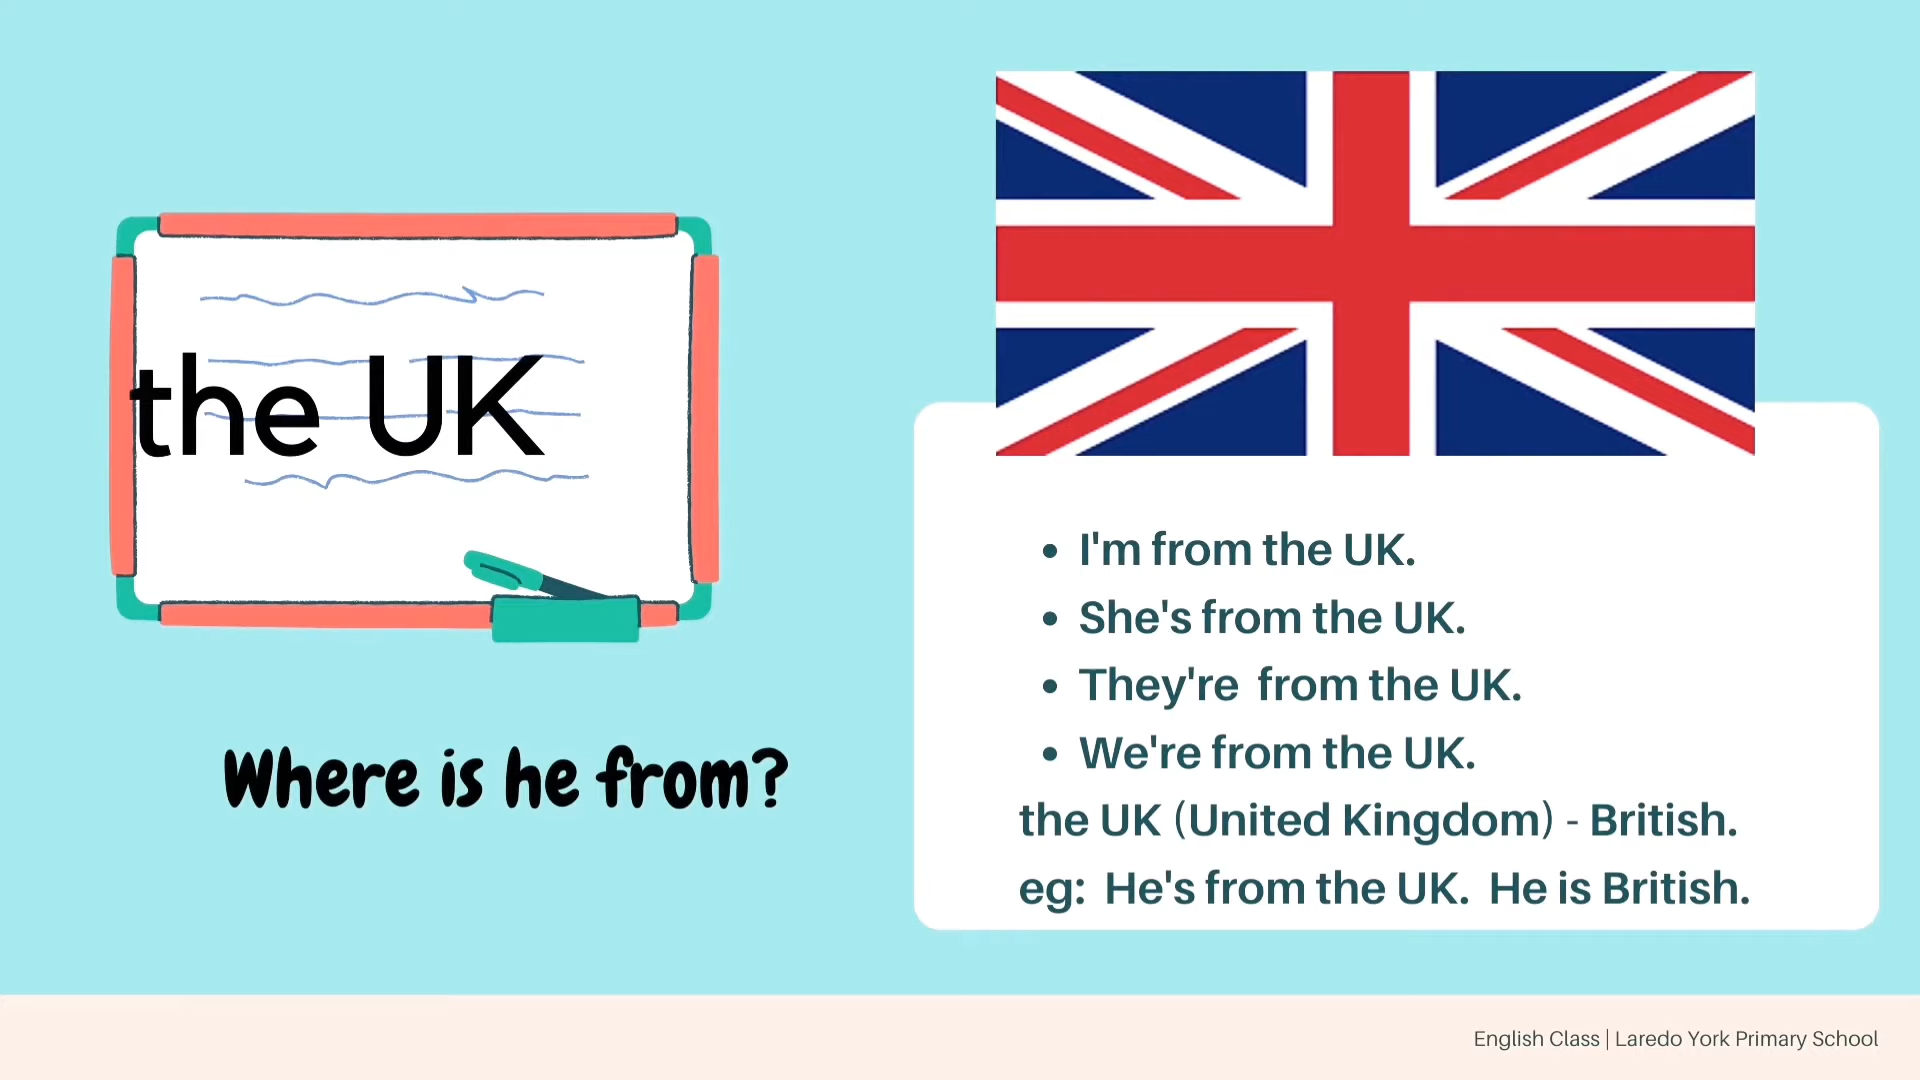 the UK
Where is he from?
• I'm from the UK.
• She's from the UK.
• They're  from the UK.
• We're from the UK.
the UK (United Kingdom) - British.
eg:  He's from the UK.  He is British.
English Class | Laredo York Primary School